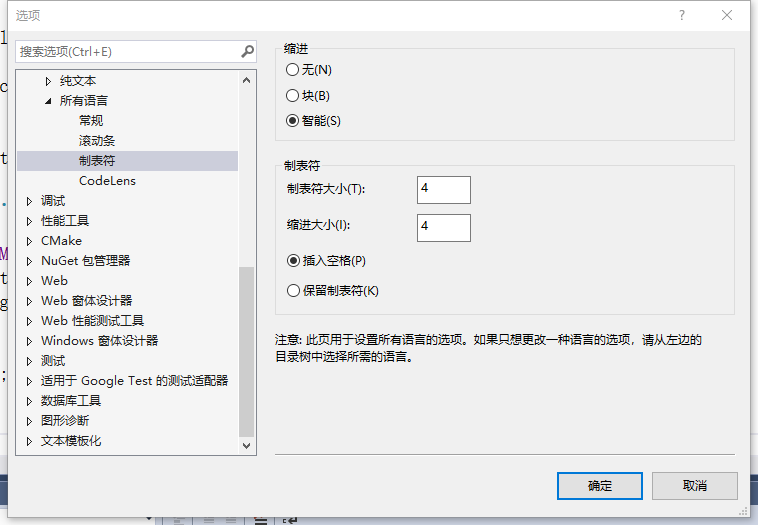 选项
搜索选项(Ctrl+E)
纯文本
所有语言
常规
滚动条
制表符
CodeLens
调试
性能工具
CMake
NuGet 包管理器
Web
Web 窗体设计器
Web 性能测试工具
Windows 窗体设计器
测试
适用于 Google Test 的测试适配器
数据库工具
图形诊断
文本模板化
缩进
无(N)
块(B)
智能(S)
制表符
制表符大小(T):
4
缩进大小(I):
4
插入空格(P)
保留制表符(K)
注意: 此页用于设置所有语言的选项。如果只想更改一种语言的选项，请从左边的
目录树中选择所需的语言。
确定
取消